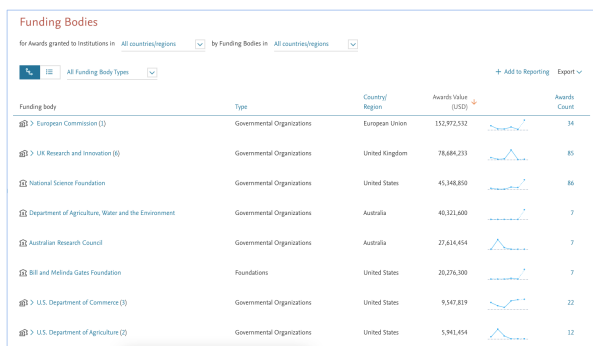 Funding Bodies
for Awards granted to Institutions in All countries/regions by Funding Bodies in All countries/regions
All Funding Body Types + Add to Reporting Export
Funding body Type Country/Region Awards Value (USD) Awards Count
European Commission (1) Governmental Organizations European Union 152,972,532 34
UK Research and Innovation (6) Governmental Organizations United Kingdom 78,684,233 85
National Science Foundation Governmental Organizations United States 45,348,850 86
Department of Agriculture, Water and the Environment Governmental Organizations Australia 40,321,600 7
Australian Research Council Governmental Organizations Australia 27,614,454 7
Bill and Melinda Gates Foundation Foundations United States 20,276,300 7
U.S. Department of Commerce (3) Governmental Organizations United States 9,547,819 22
U.S. Department of Agriculture (2) Governmental Organizations United States 5,941,454 12